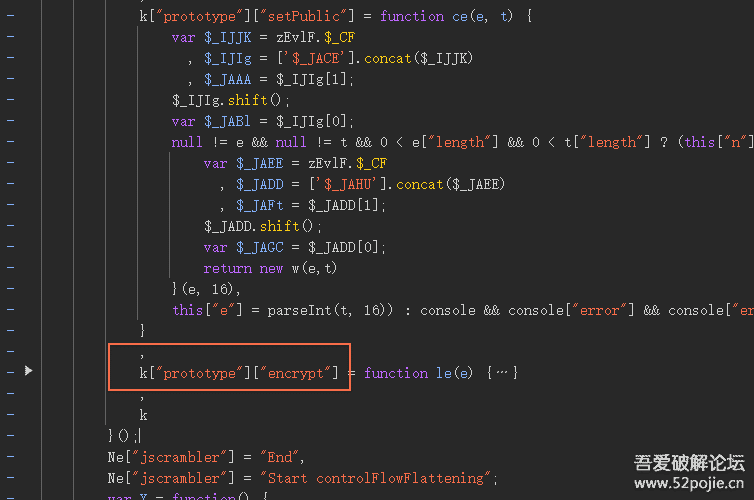 k["prototype"]["setPublic"] = function ce(e, t) {
var $_IJJK = zEvlF.$_CF
, $_IJIg = ['$_JACE'].concat($_IJJK)
, $_JAAA = $_IJIg[1];
$_IJIg.shift();
var $_JABl = $_IJIg[0];
null != e && null != t && 0 < e["length"] && 0 < t["length"] ? (this["n"]
var $_JAEE = zEvlF.$_CF
, $_JADD = ['$_JAHU'].concat($_JAEE)
, $_JAFt = $_JADD[1];
$_JADD.shift();
var $_JAGC = $_JADD[0];
return new w(e,t)
}(e, 16),
this["e"] = parseInt(t, 16)) : console && console["error"] && console["er
}
,
k["prototype"]["encrypt"] = function le(e) {…}
,
k
}();
Ne["jscrambler"] = "End",
Ne["jscrambler"] = "Start controlFlowFlattening";
var X = function() {
吾爱破解论坛
www.52pojie.cn